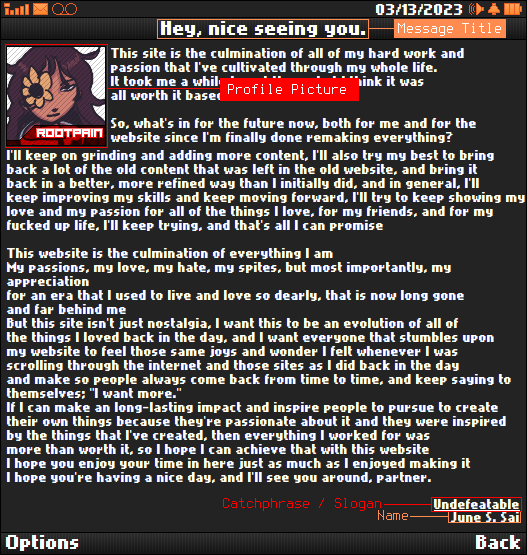 03/13/2023
Hey, nice seeing you.
Message Title
This site is the culmination of all of my hard work and
passion that I've cultivated through my whole life.
It took me a while think it was
Profile Picture
all worth it based
So, what's in for the future now, both for me and for the
website since I'm finally done remaking everything?
ROOTPAIN
I'll keep on grinding and adding more content, I'll also try my best to bring
back a lot of the old content that was left in the old website, and bring it
back in a better, more refined way than I initially did, and in general, I'll
keep improving my skills and keep moving forward, I'll try to keep showing my
love and my passion for all of the things I love, for my friends, and for my
fucked up life, I'll keep trying, and that's all I can promise
This website is the culmination of everything I am
My passions, my love, my hate, my spites, but most importantly, my
appreciation
for an era that I used to live and love so dearly, that is now long gone
and far behind me
But this site isn't just nostalgia, I want this to be an evolution of all of
the things I loved back in the day, and I want everyone that stumbles upon
my website to feel those same joys and wonder I felt whenever I was
scrolling through the internet and those sites as I did back in the day
and make so people always come back from time to time, and keep saying to
themselves; "I want more."
If I can make an long-lasting impact and inspire people to pursue to create
their own things because they're passionate about it and they were inspired
by the things that I've created, then everything I worked for was
more than worth it, so I hope I can achieve that with this website
I hope you enjoy your time in here just as much as I enjoyed making it
I hope you're having a nice day, and I'll see you around, partner.
Catchphrase / Slogan Undefeatable
Name June S. Sai
Options Back